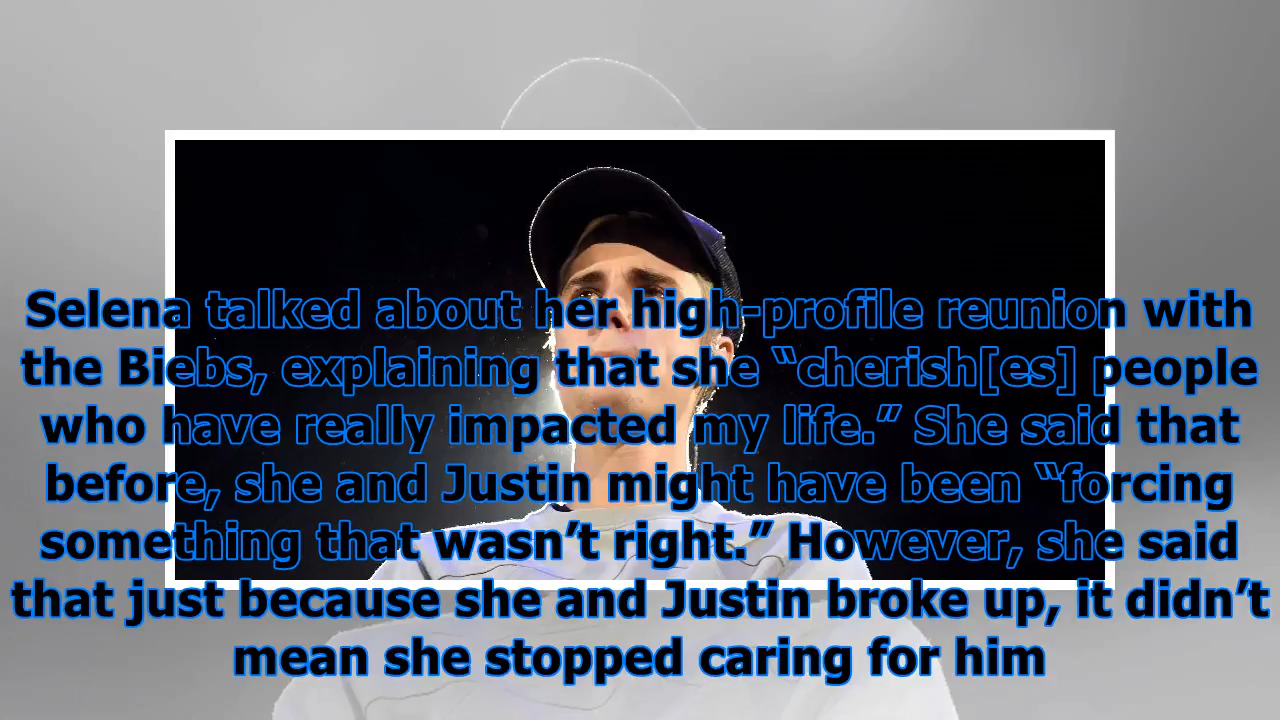 Selena talked about her high-profile reunion with
the Biebs, explaining that she “cherish[es] people
who have really impacted my life.” She said that
before, she and Justin might have been “forcing
something that wasn’t right.” However, she said
that just because she and Justin broke up, it didn’t
mean she stopped caring for him